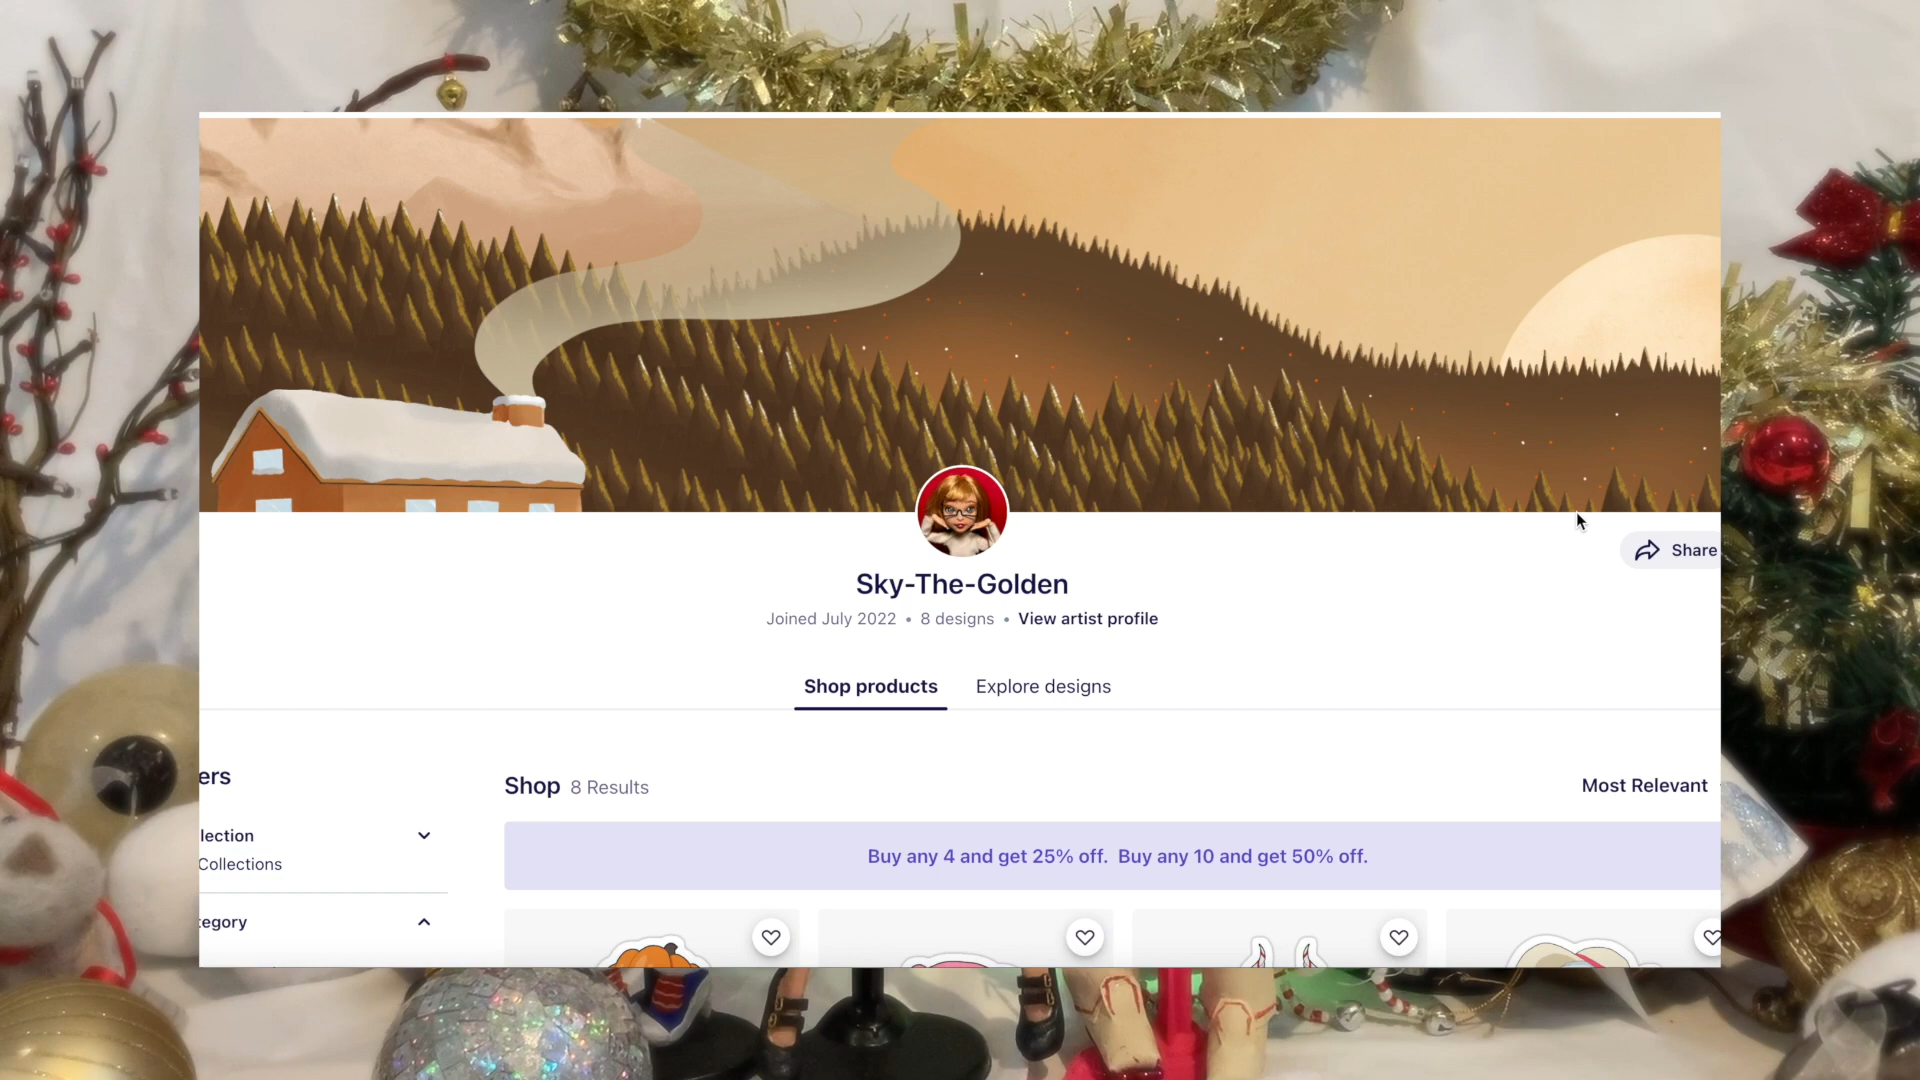 Share
Sky-The-Golden
Joined July 2022 • 8 designs • View artist profile
Shop products Explore designs
ers
Shop 8 Results
Most Relevant
lection
Collections
Buy any 4 and get 25% off. Buy any 10 and get 50% off.
tegory